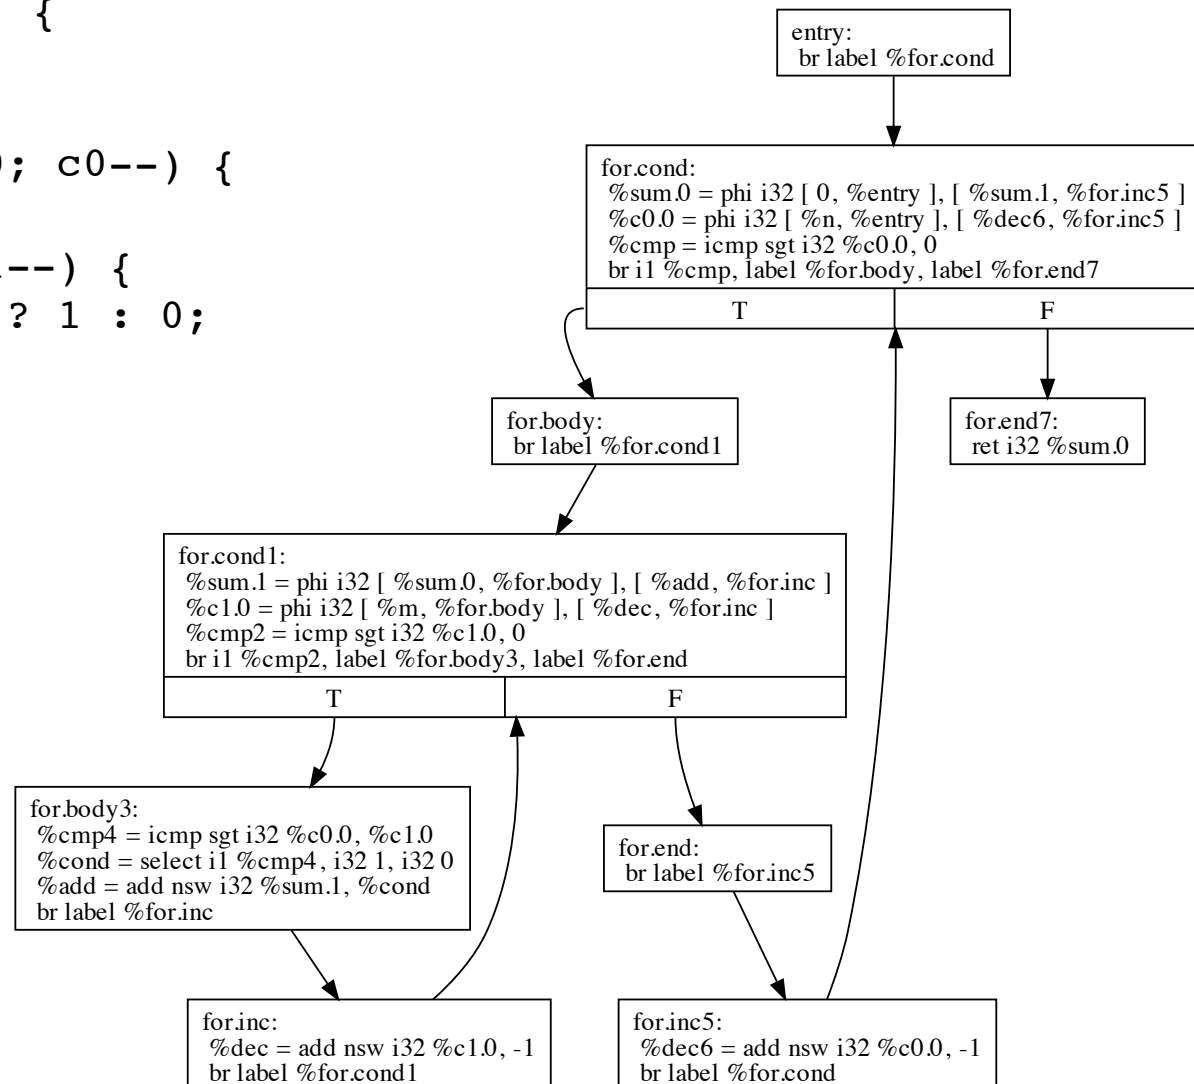 {
; c0--) {
--) {
? 1 : 0;
entry:
br label %for.cond
for.cond:
%sum.0 = phi i32 [ 0, %entry ], [ %sum.1, %for.inc5 ]
%c0.0 = phi i32 [ %n, %entry ], [ %dec6, %for.inc5 ]
%cmp = icmp sgt i32 %c0.0, 0
br i1 %cmp, label %for.body, label %for.end7
T
F
for.body:
br label %for.cond1
for.end7:
ret i32 %sum.0
for.cond1:
%sum.1 = phi i32 [ %sum.0, %for.body ], [ %add, %for.inc ]
%c1.0 = phi i32 [ %m, %for.body ], [ %dec, %for.inc ]
%cmp2 = icmp sgt i32 %c1.0, 0
br i1 %cmp2, label %for.body3, label %for.end
T
F
for.body3:
%cmp4 = icmp sgt i32 %c0.0, %c1.0
%cond = select i1 %cmp4, i32 1, i32 0
%add = add nsw i32 %sum.1, %cond
br label %for.inc
for.end:
br label %for.inc5
for.inc:
%dec = add nsw i32 %c1.0, -1
br label %for.cond1
for.inc5:
%dec6 = add nsw i32 %c0.0, -1
br label %for.cond